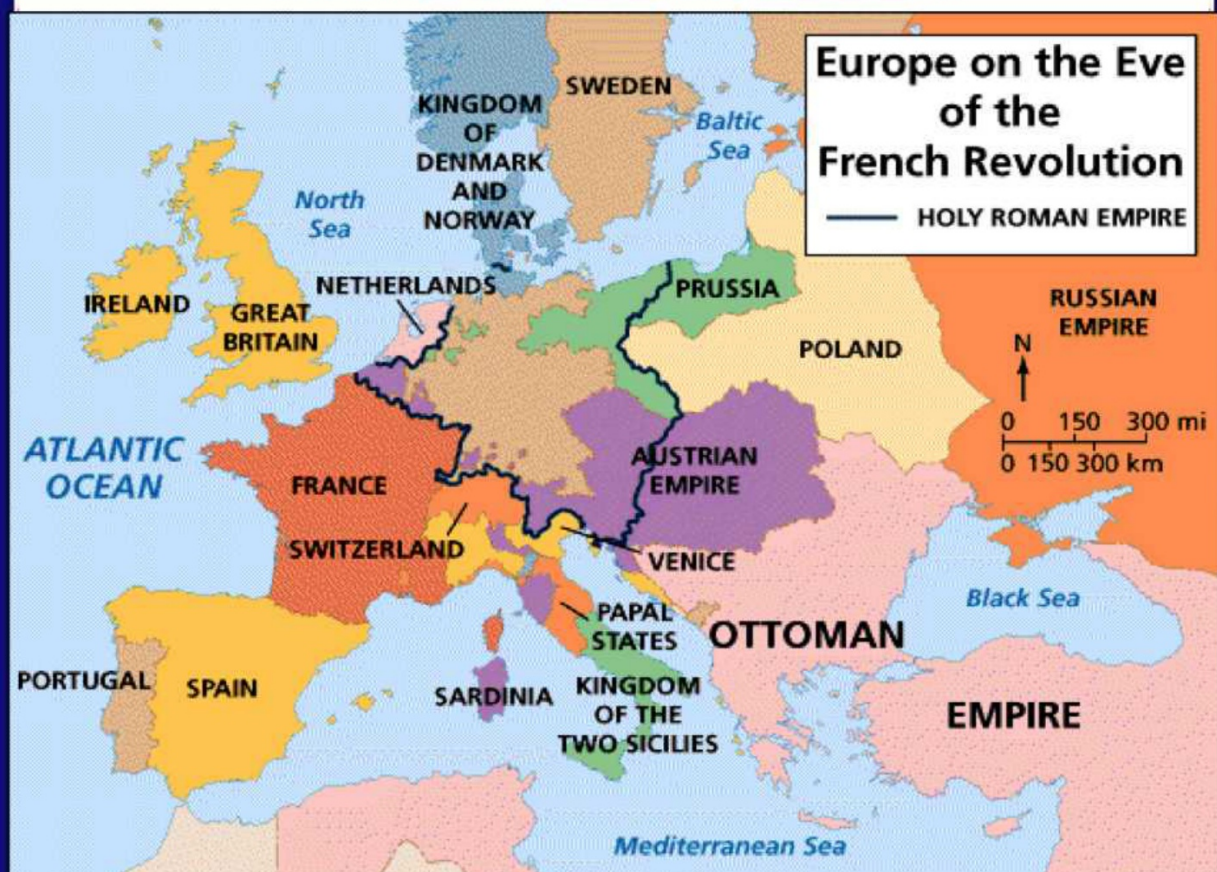 Europe on the Eve
of the
French Revolution
HOLY ROMAN EMPIRE
SWEDEN
KINGDOM
OF
DENMARK
AND
NORWAY
Baltic
Sea
North
Sea
NETHERLANDS
PRUSSIA
IRELAND
GREAT
BRITAIN
RUSSIAN
EMPIRE
POLAND
N
0 150 300 mi
0 150 300 km
ATLANTIC
OCEAN
FRANCE
AUSTRIAN
EMPIRE
SWITZERLAND
VENICE
Black Sea
PAPAL
STATES
OTTOMAN
EMPIRE
PORTUGAL
SPAIN
SARDINIA
KINGDOM
OF THE
TWO SICILIES
Mediterranean Sea